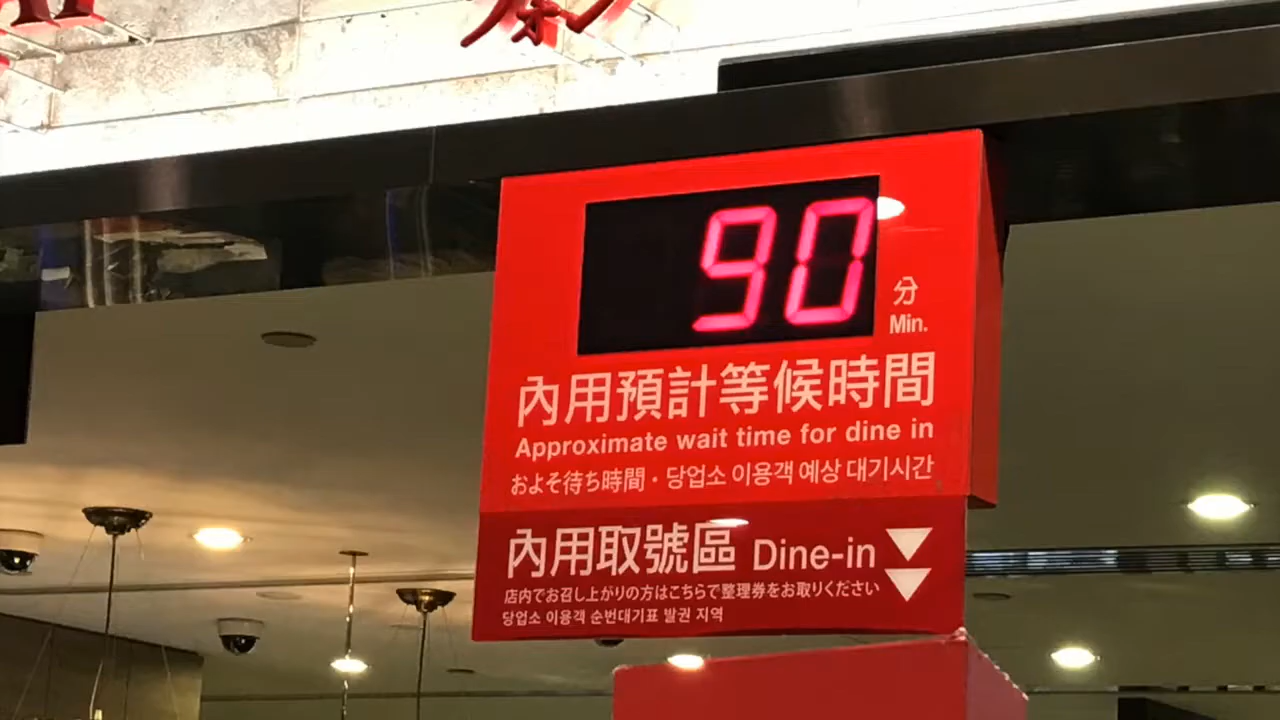 90
分
Min.
內用預計等候時間
Approximate wait time for dine in
およそ待ち時間・당업소 이용객 예상 대기시간
內用取號區 Dine-in
店内でお召し上がりの方はこちらで整理券をお取りください
당업소 이용객 순번대기표 발권 지역